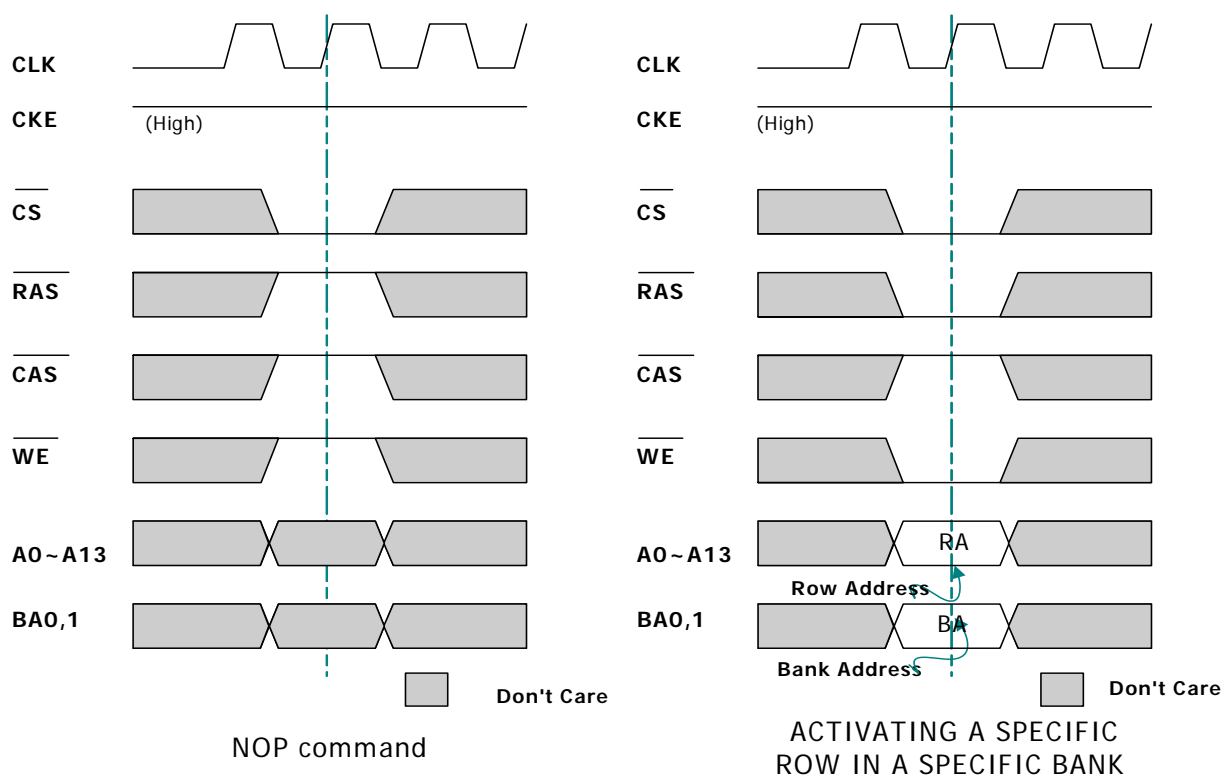 CLK
CKE
(High)
CS
RAS
CAS
WE
A0~A13
BA0,1
Don't Care
NOP command
CLK
CKE
(High)
CS
RAS
CAS
WE
A0~A13
RA
Row Address
BA0,1
BA
Bank Address
Don't Care
ACTIVATING A SPECIFIC
ROW IN A SPECIFIC BANK